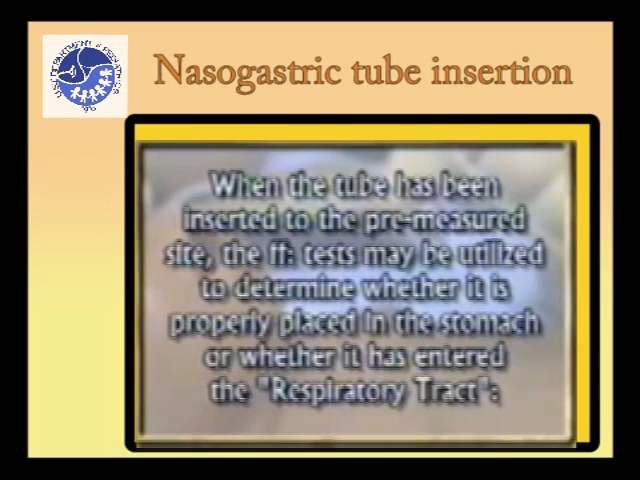 Nasogastric tube insertion
When the tube has been
inserted to the pre-measured
site, the ff: tests may be utilized
to determine whether it is
properly placed in the stomach
or whether it has entered
the "Respiratory Tract":